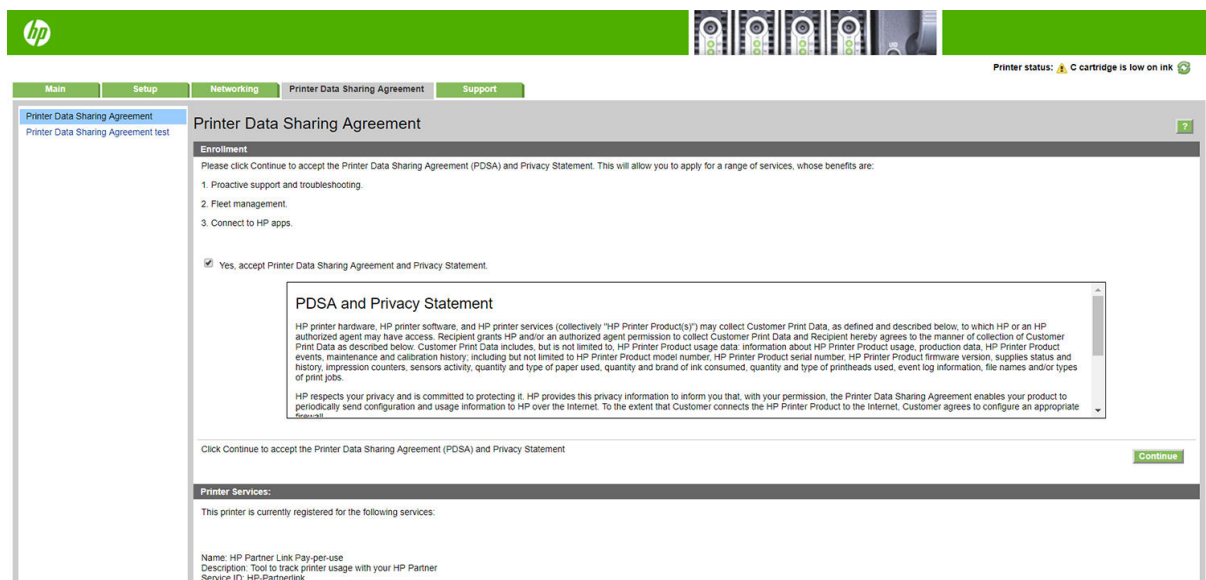 hp
Printer status: C cartridge is low on ink
Main Setup Networking Printer Data Sharing Agreement Support
Printer Data Sharing Agreement
Printer Data Sharing Agreement test
Printer Data Sharing Agreement
?
Enrollment
Please click Continue to accept the Printer Data Sharing Agreement (PDSA) and Privacy Statement. This will allow you to apply for a range of services, whose benefits are:
1. Proactive support and troubleshooting.
2. Fleet management.
3. Connect to HP apps.
Yes, accept Printer Data Sharing Agreement and Privacy Statement.
PDSA and Privacy Statement
HP printer hardware, HP printer software, and HP printer services (collectively "HP Printer Product(s)") may collect Customer Print Data, as defined and described below, to which HP or an HP
authorized agent may have access. Recipient grants HP and/or an authorized agent permission to collect Customer Print Data and Recipient hereby agrees to the manner of collection of Customer
Print Data as described below. Customer Print Data includes, but is not limited to, HP Printer Product usage data: information about HP Printer Product usage, production data, HP Printer Product
events, maintenance and calibration history; including but not limited to HP Printer Product model number, HP Printer Product serial number, HP Printer Product firmware version, supplies status and
history, impression counters, sensors activity, quantity and type of paper used, quantity and brand of ink consumed, quantity and type of printheads used, event log information, file names and/or types
of print jobs.
HP respects your privacy and is committed to protecting it. HP provides this privacy information to inform you that, with your permission, the Printer Data Sharing Agreement enables your product to
periodically send configuration and usage information to HP over the Internet. To the extent that Customer connects the HP Printer Product to the Internet, Customer agrees to configure an appropriate
firewall
Click Continue to accept the Printer Data Sharing Agreement (PDSA) and Privacy Statement
Continue
Printer Services:
This printer is currently registered for the following services:
Name: HP Partner Link Pay-per-use
Description: Tool to track printer usage with your HP Partner
Service ID: HP-Partnerlink